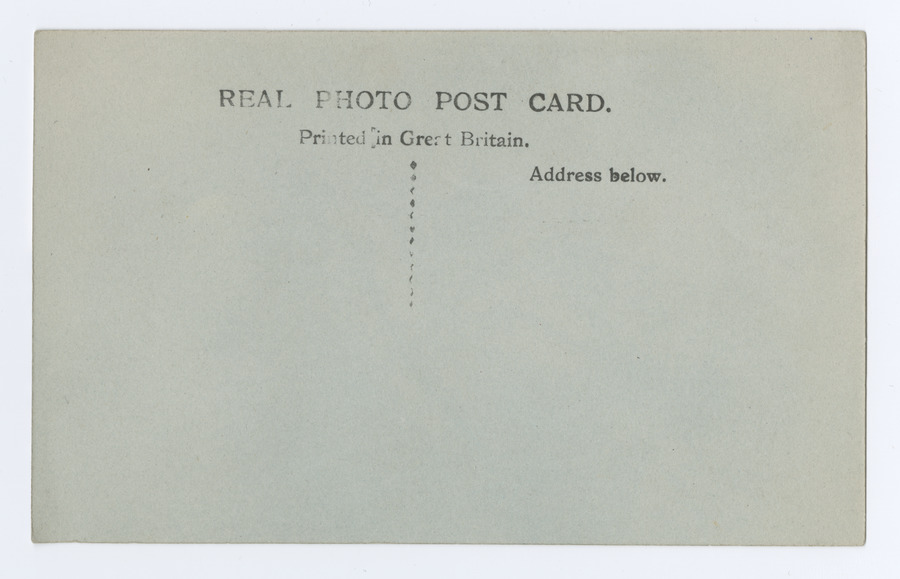 REAL PHOTO POST CARD.
Printed in Great Britain.
Address below.